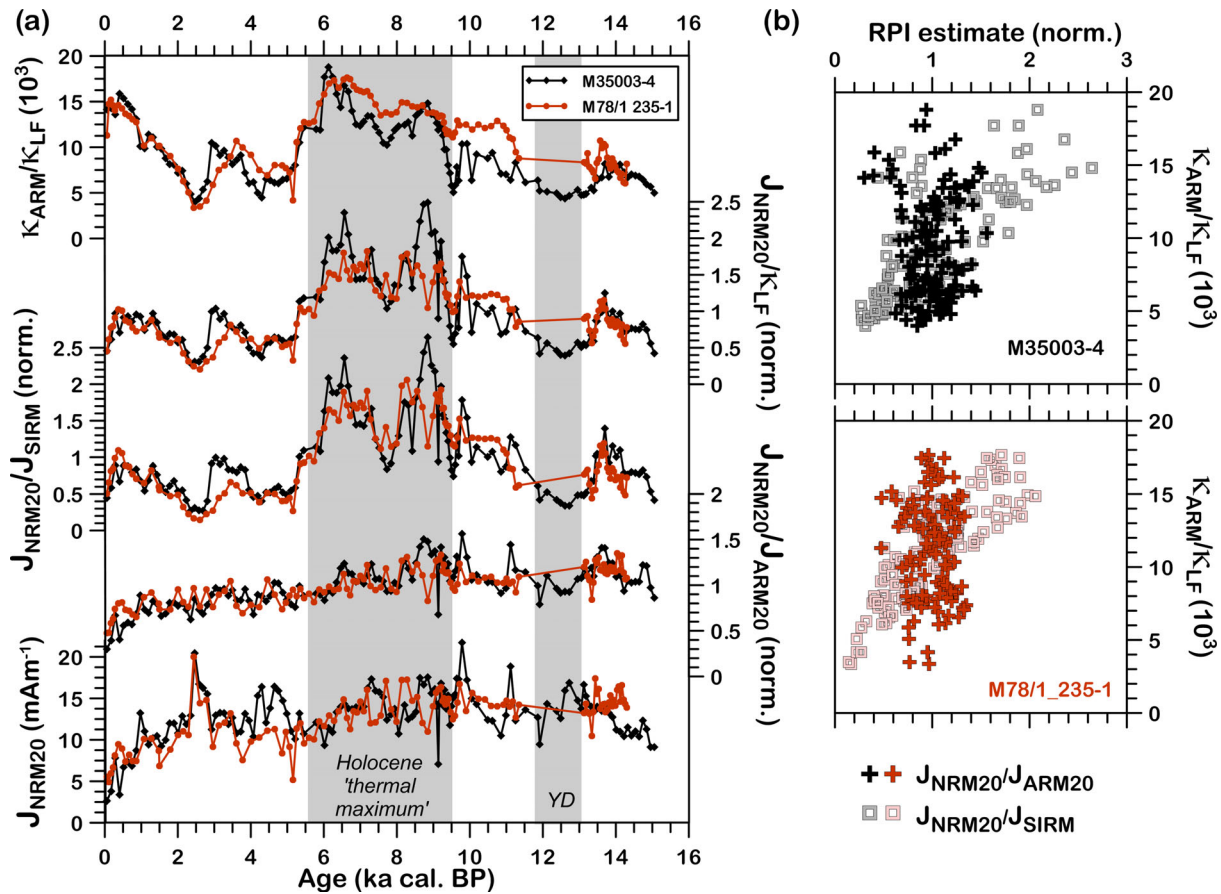 (a)
0 2 4 6 8 10 12 14 16
20
15
10
5
0
κARM/κLF (10³)
M35003-4
M78/1 235-1
2.5
2
1.5
1
0.5
0
JNRM20/κLF (norm.)
2.5
2
1.5
1
0.5
0
JNRM20/JSIRM (norm.)
2
1.5
1
0.5
0
JNRM20/JARM20 (norm.)
20
15
10
5
0
JNRM20 (mAm⁻¹)
Holocene
'thermal
maximum'
YD
0 2 4 6 8 10 12 14 16
Age (ka cal. BP)
(b)
RPI estimate (norm.)
0 1 2 3
20
15
10
5
0
κARM/κLF (10³)
M35003-4
20
15
10
5
0
κARM/κLF (10³)
M78/1_235-1
JNRM20/JARM20
JNRM20/JSIRM